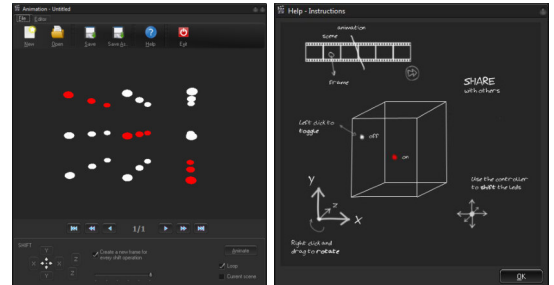 Animation - Untitled
File Editor
New Open Save Save As.. Help Exit
1/1
SHIFT
Y
X X
Y
Z
Z
Create a new frame for
every shift operation
Animate
Loop
Current scene
Help - Instructions
animation
scene
frame
SHARE
with others
Left click to
toggle
off
on
Y
Z
X
Use the controller
to shift the leds
Right click and
drag to rotate
OK